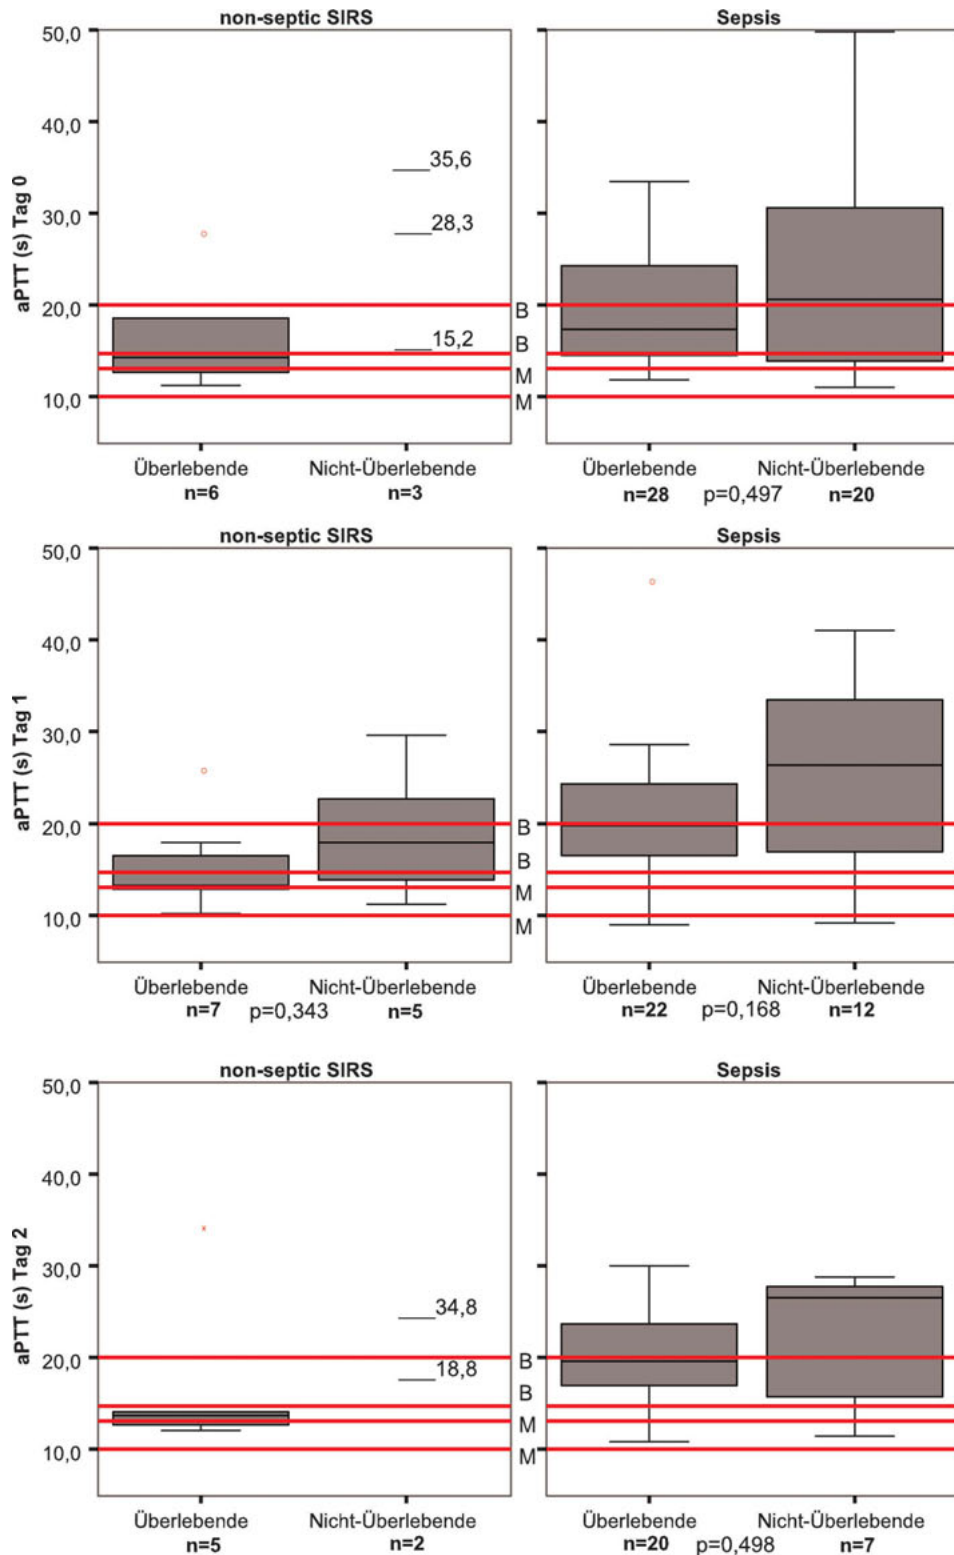 non-septic SIRS Sepsis
50,0
40,0
35,6
30,0
28,3
aPTT (s) Tag 0
20,0
B
15,2
B
M
10,0
M
Überlebende Nicht-Überlebende Überlebende Nicht-Überlebende
n=6 n=3 n=28 p=0,497 n=20
non-septic SIRS Sepsis
50,0
40,0
30,0
aPTT (s) Tag 1
20,0
B
B
M
10,0
M
Überlebende Nicht-Überlebende Überlebende Nicht-Überlebende
n=7 p=0,343 n=5 n=22 p=0,168 n=12
non-septic SIRS Sepsis
50,0
40,0
30,0
aPTT (s) Tag 2
34,8
20,0
B
18,8
B
M
10,0
M
Überlebende Nicht-Überlebende Überlebende Nicht-Überlebende
n=5 n=2 n=20 p=0,498 n=7